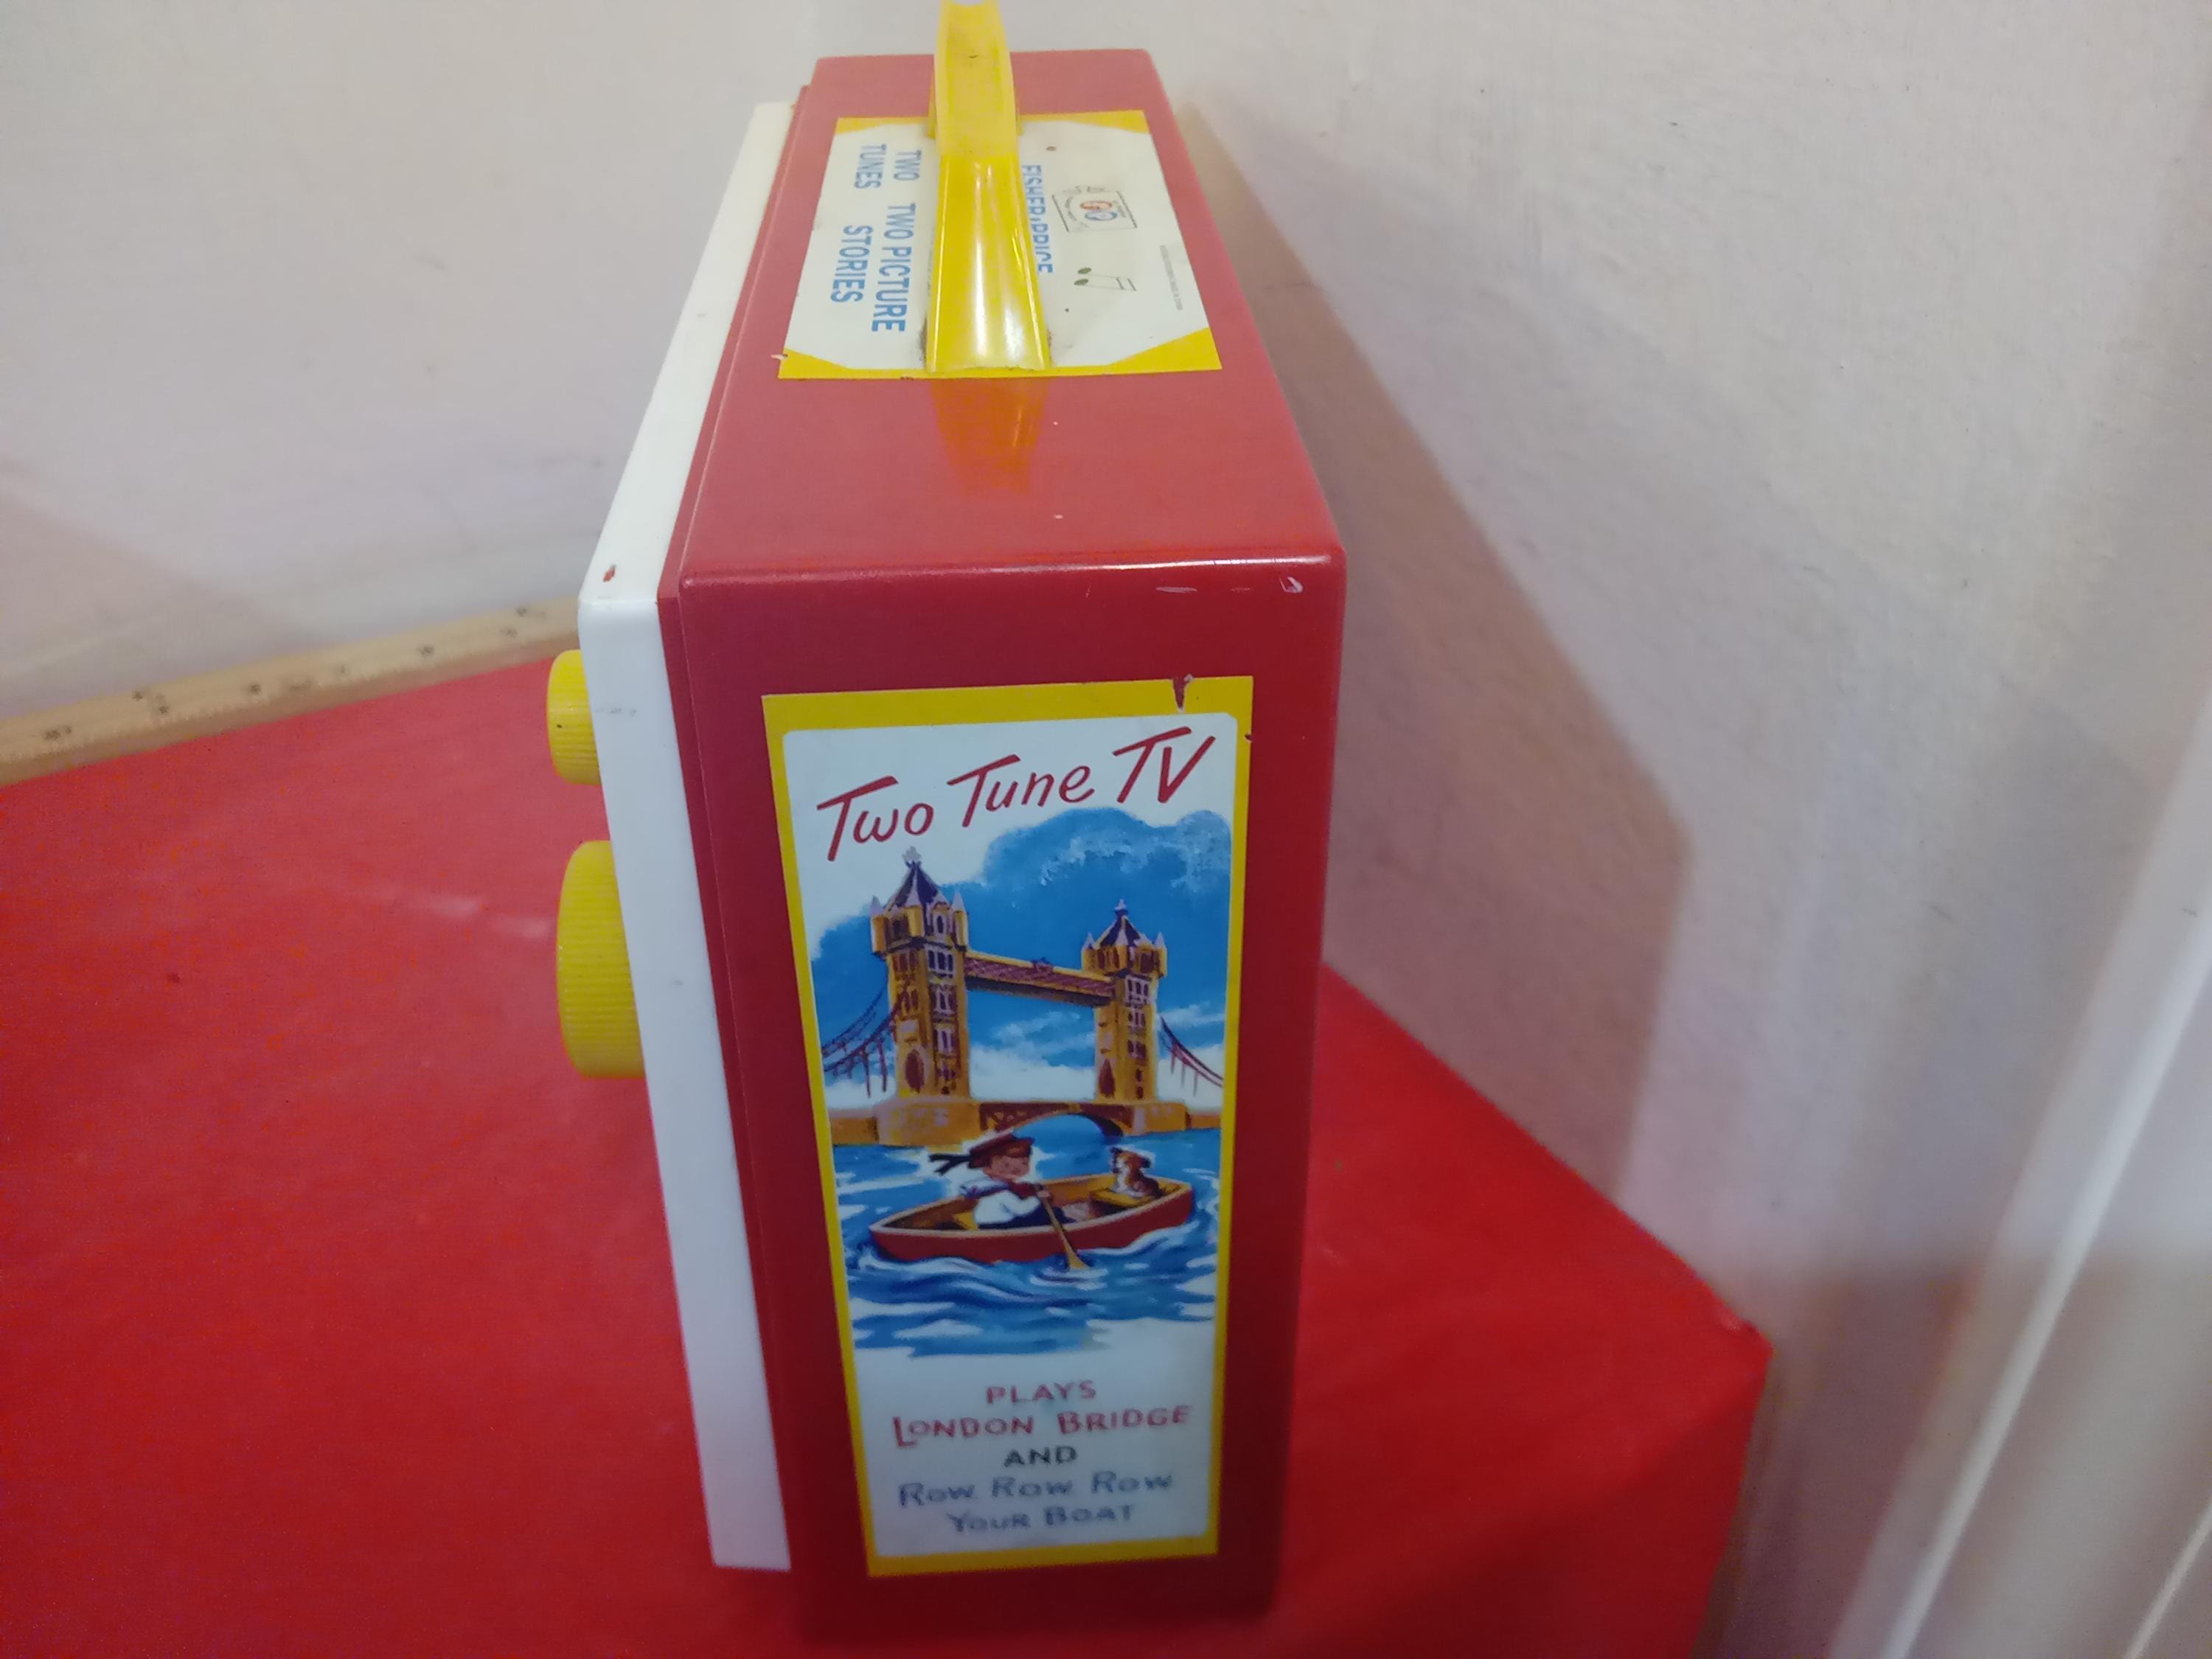 FISHER-PRICE
TWO TWO PICTURE
TUNES STORIES
Two Tune TV
PLAYS
LONDON BRIDGE
AND
ROW ROW ROW
YOUR BOAT